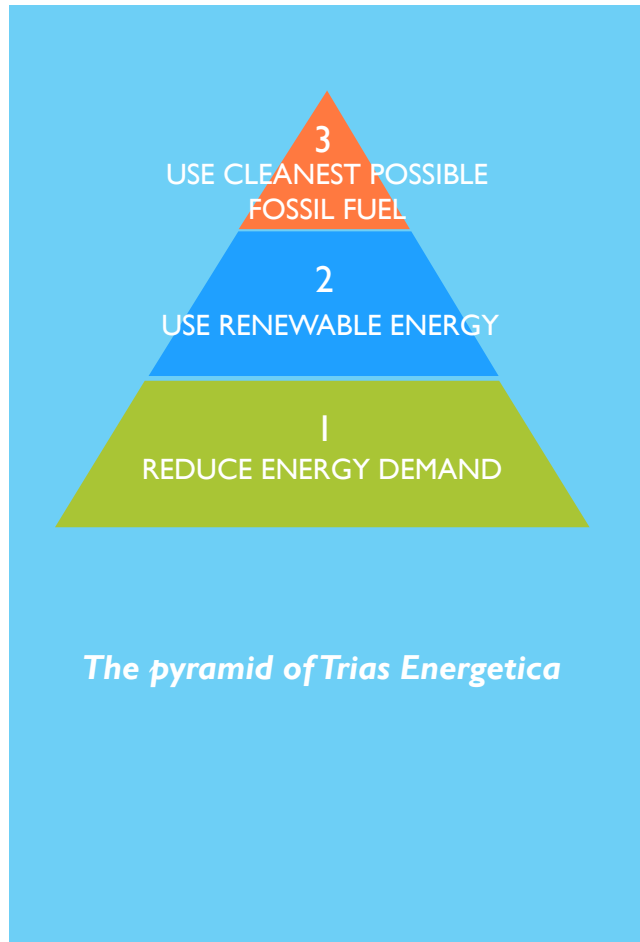 3
USE CLEANEST POSSIBLE
FOSSIL FUEL
2
USE RENEWABLE ENERGY
1
REDUCE ENERGY DEMAND
The pyramid of Trias Energetica